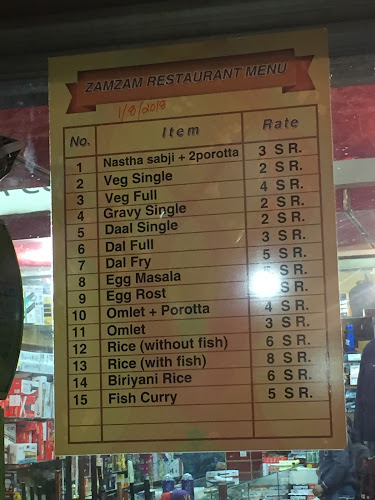 ZAMZAM RESTAURANT MENU
1/8/2018
No. Item Rate
1 Nastha sabji + 2porotta 3 S R.
2 Veg Single 2 S R.
3 Veg Full 4 S R.
4 Gravy Single 2 S R.
5 Daal Single 2 S R.
6 Dal Full 3 S R.
7 Dal Fry 5 S R.
8 Egg Masala 5 S R.
9 Egg Rost S R.
10 Omlet + Porotta 4 S R.
11 Omlet 3 S R.
12 Rice (without fish) 6 S R.
13 Rice (with fish) 8 S R.
14 Biriyani Rice 6 S R.
15 Fish Curry 5 S R.